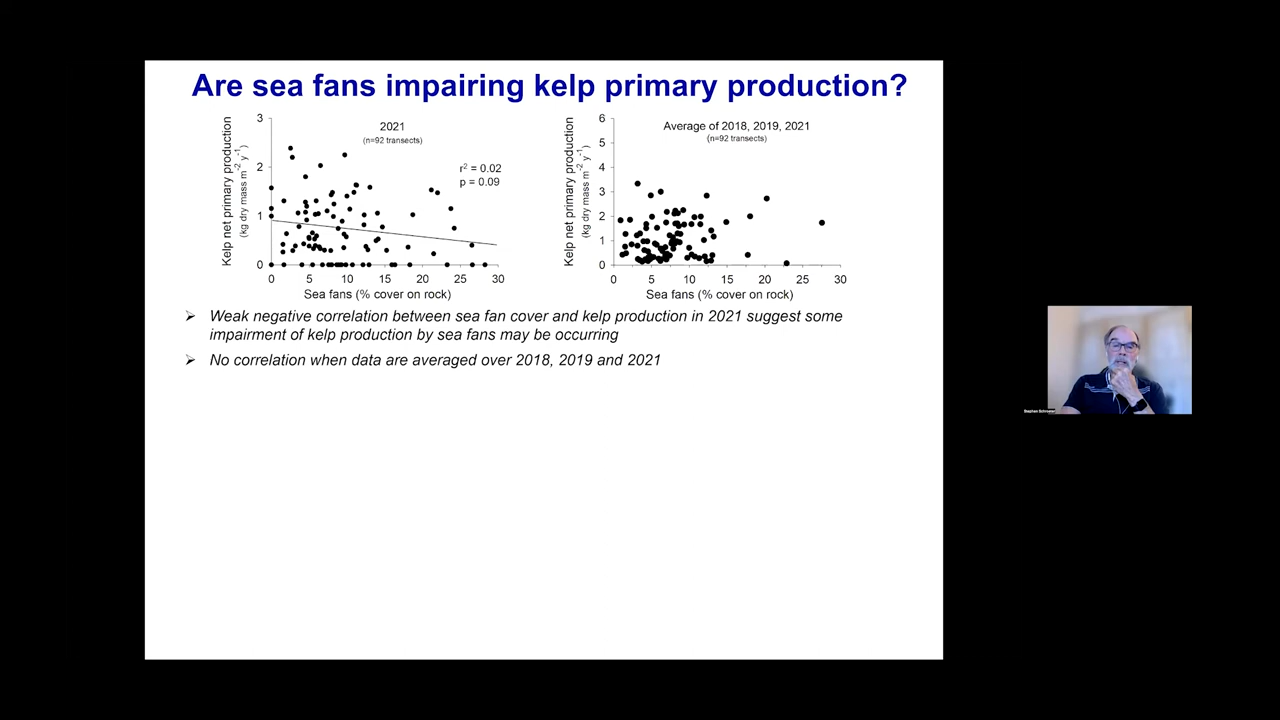 Are sea fans impairing kelp primary production?
Kelp net primary production
(kg dry mass m⁻² y⁻¹)
3
2
1
0
2021
(n=92 transects)
r² = 0.02
p = 0.09
0 5 10 15 20 25 30
Sea fans (% cover on rock)
Kelp net primary production
(kg dry mass m⁻² y⁻¹)
6
5
4
3
2
1
0
Average of 2018, 2019, 2021
(n=92 transects)
0 5 10 15 20 25 30
Sea fans (% cover on rock)
➢ Weak negative correlation between sea fan cover and kelp production in 2021 suggest some
impairment of kelp production by sea fans may be occurring
➢ No correlation when data are averaged over 2018, 2019 and 2021
Stephen Schroeter